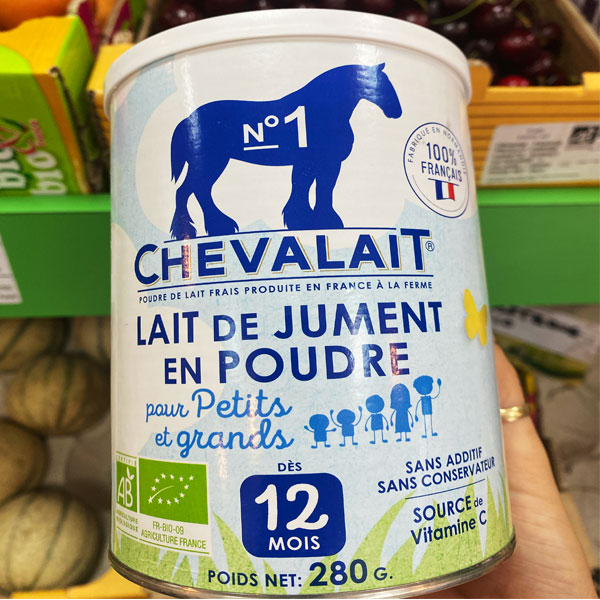 N°1
FABRIQUÉ EN NORMANDIE
100%
FRANÇAIS
CHEVALAIT®
POUDRE DE LAIT FRAIS PRODUITE EN FRANCE À LA FERME
LAIT DE JUMENT
EN POUDRE
pour Petits
et grands
DÈS
12
MOIS
SANS ADDITIF
SANS CONSERVATEUR
SOURCE de
Vitamine C
AB
FR-BIO-09
AGRICULTURE FRANCE
POIDS NET: 280 G.
bio